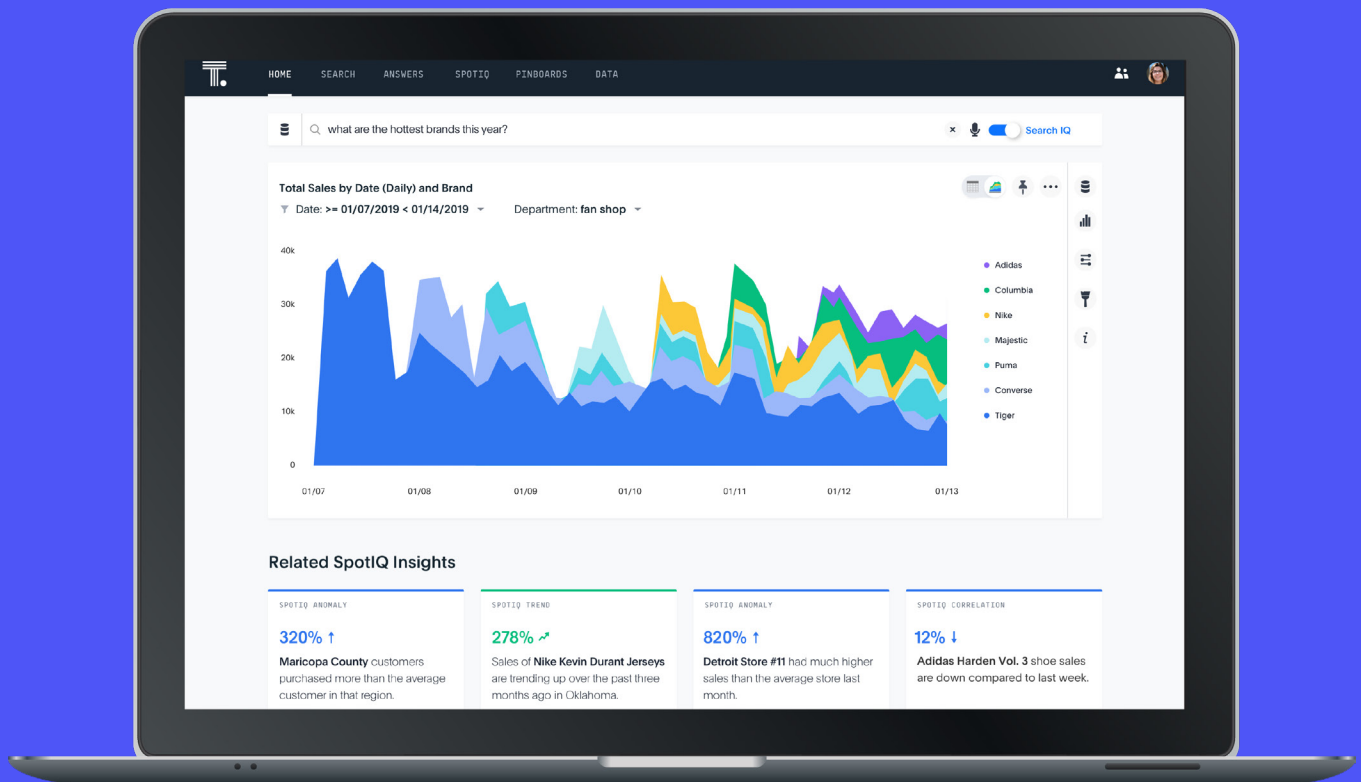 T.
HOME SEARCH ANSWERS SPOTIQ PINBOARDS DATA
what are the hottest brands this year?
Search IQ
Total Sales by Date (Daily) and Brand
Date: >= 01/07/2019 < 01/14/2019
Department: fan shop
40k
30k
20k
10k
0
01/07 01/08 01/09 01/10 01/11 01/12 01/13
Adidas
Columbia
Nike
Majestic
Puma
Converse
Tiger
i
Related SpotIQ Insights
SPOTIQ ANOMALY
320% ↑
Maricopa County customers
purchased more than the average
customer in that region.
SPOTIQ TREND
278%
Sales of Nike Kevin Durant Jerseys
are trending up over the past three
months ago in Oklahoma.
SPOTIQ ANOMALY
820% ↑
Detroit Store #11 had much higher
sales than the average store last
month.
SPOTIQ CORRELATION
12% ↓
Adidas Harden Vol. 3 shoe sales
are down compared to last week.